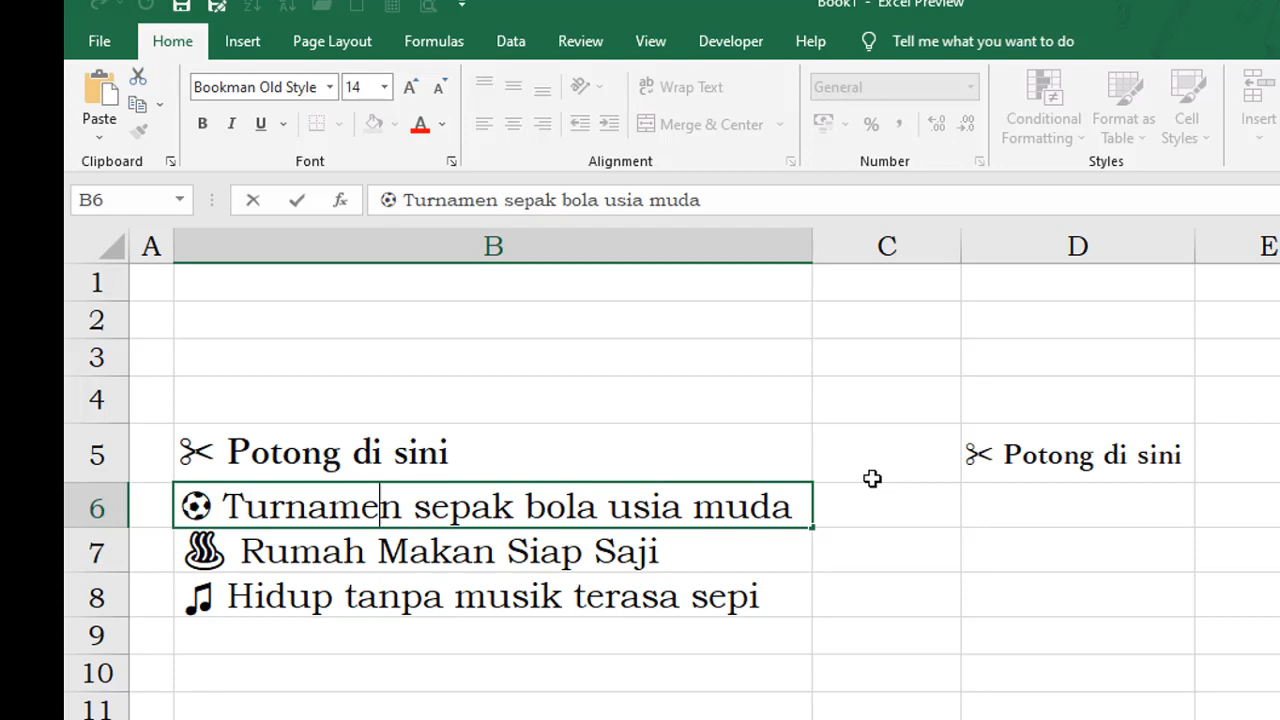 Book1 - Excel Preview
File Home Insert Page Layout Formulas Data Review View Developer Help Tell me what you want to do
Bookman Old Style 14 Wrap Text General
Paste Merge & Center Conditional Formatting Format as Table Cell Styles Insert
Clipboard Font Alignment Number Styles
B6 fx ⚽ Turnamen sepak bola usia muda
A B C D E
1
2
3
4
5 ✂ Potong di sini ✂ Potong di sini
6 ⚽ Turnamen sepak bola usia muda
7 ♨ Rumah Makan Siap Saji
8 ♫ Hidup tanpa musik terasa sepi
9
10
11